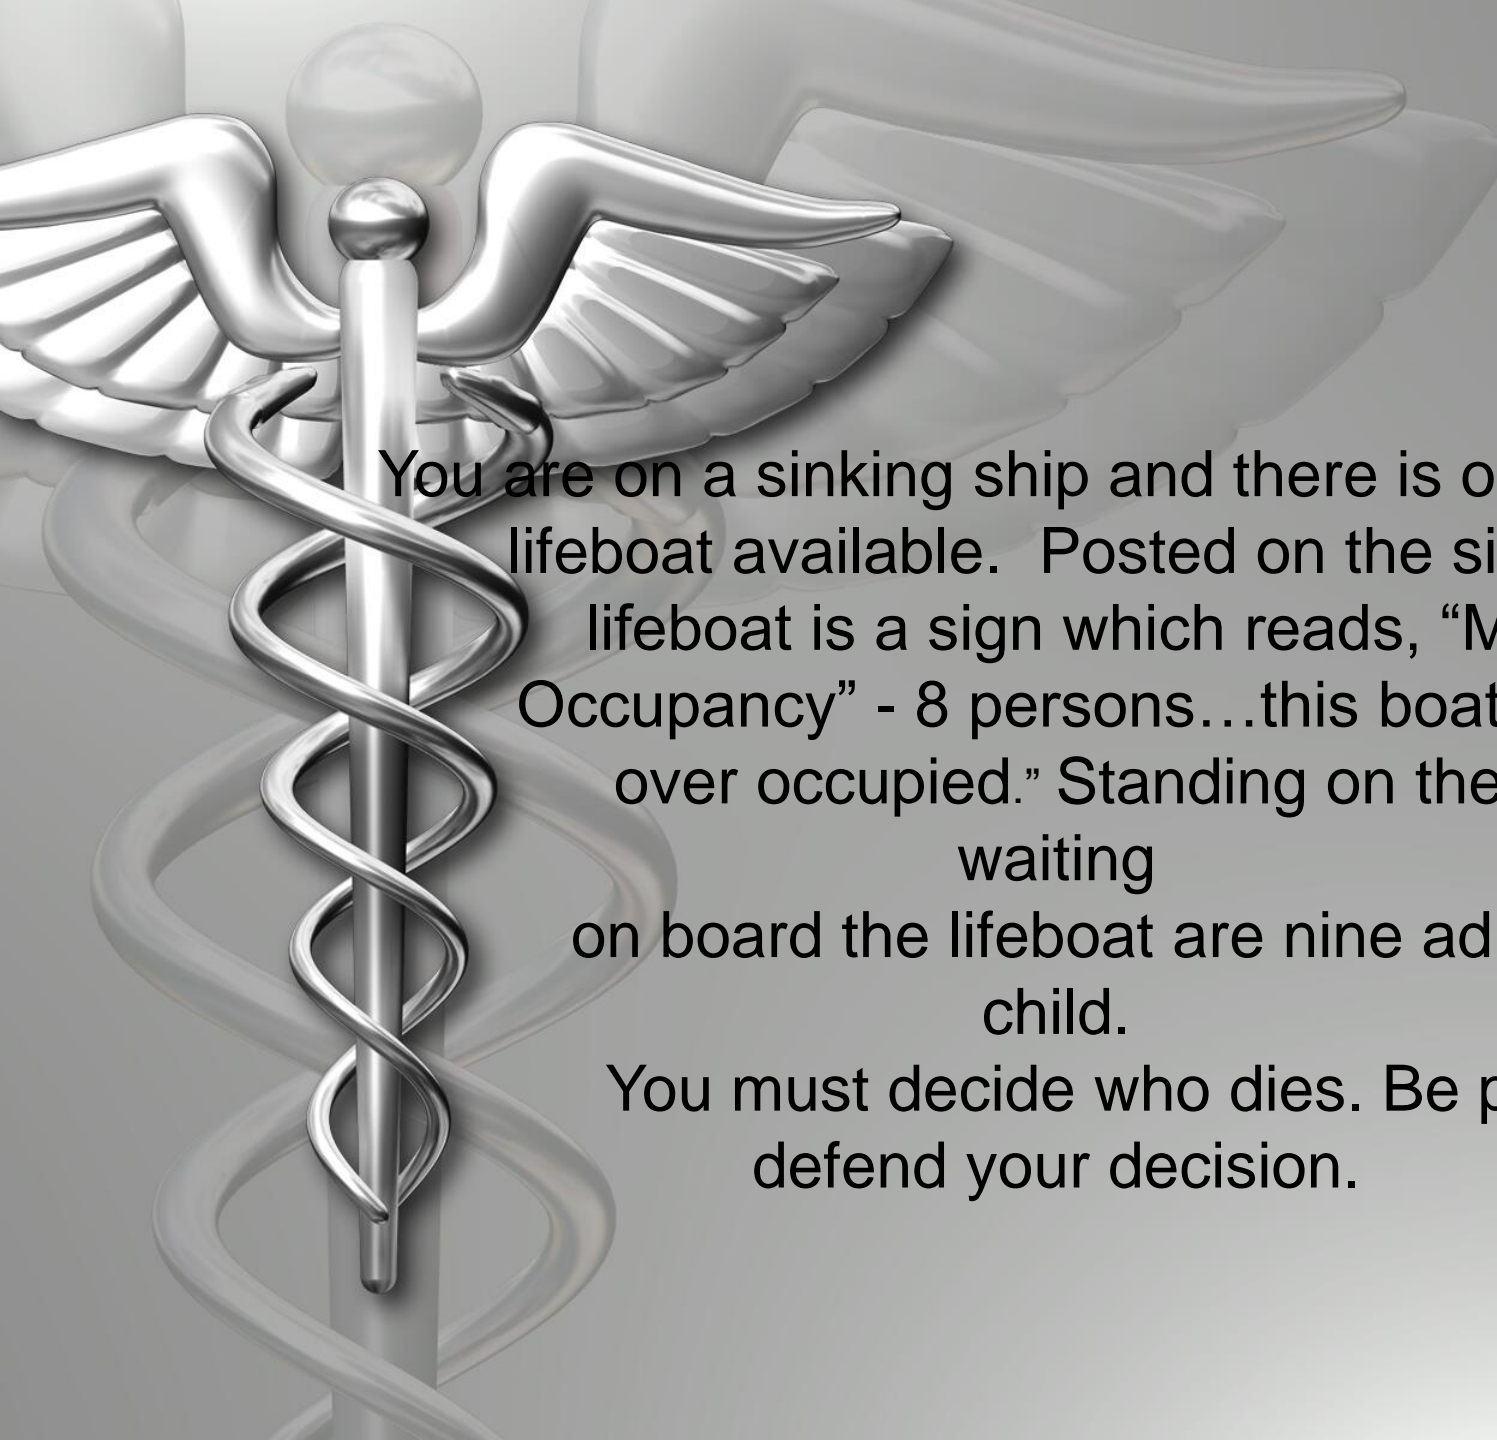 You are on a sinking ship and there is
lifeboat available. Posted on the
lifeboat is a sign which reads,
Occupancy” - 8 persons…this boat
over occupied.” Standing on the
waiting
on board the lifeboat are nine
child.
You must decide who dies. Be
defend your decision.